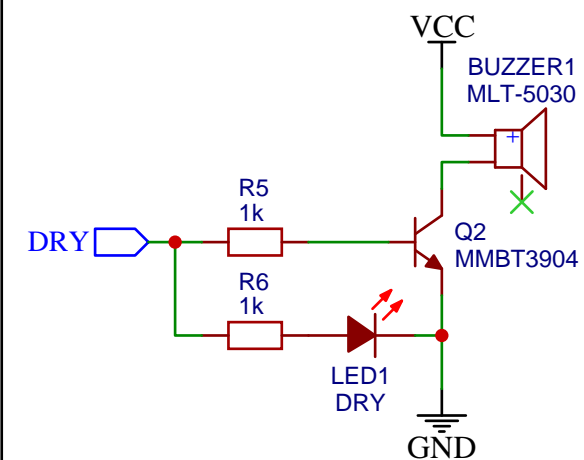 VCC
BUZZER1
MLT-5030
+
R5
1k
DRY
Q2
MMBT3904
R6
1k
LED1
DRY
GND